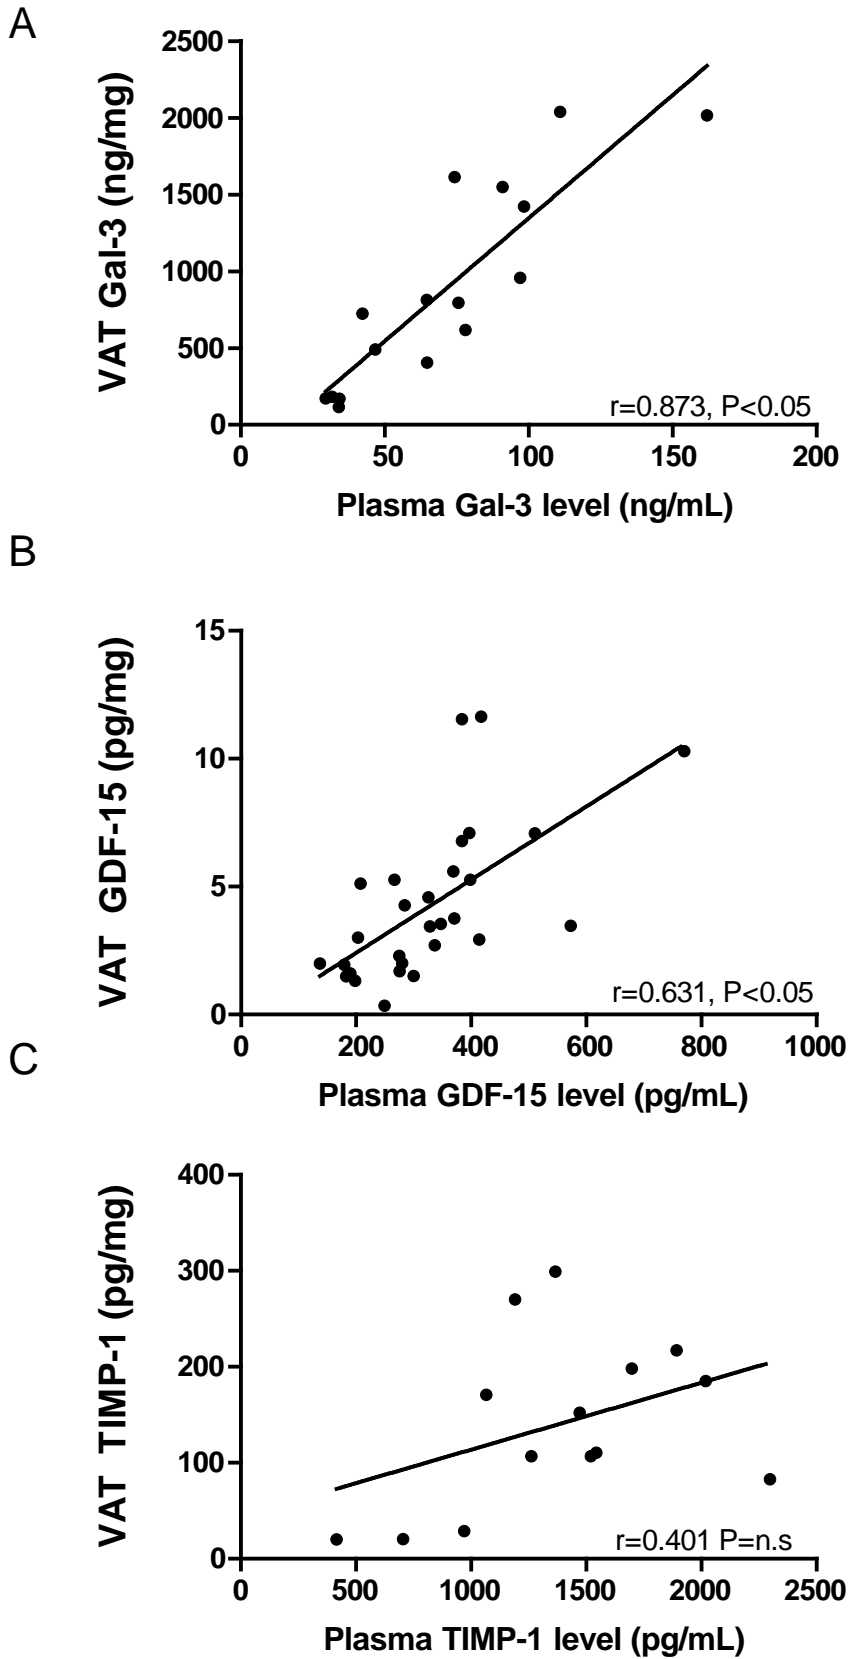 A
VAT Gal-3 (ng/mg)
2500
2000
1500
1000
500
0
r=0.873, P<0.05
0 50 100 150 200
Plasma Gal-3 level (ng/mL)
B
VAT GDF-15 (pg/mg)
15
10
5
0
r=0.631, P<0.05
0 200 400 600 800 1000
Plasma GDF-15 level (pg/mL)
C
VAT TIMP-1 (pg/mg)
400
300
200
100
0
r=0.401 P=n.s
0 500 1000 1500 2000 2500
Plasma TIMP-1 level (pg/mL)